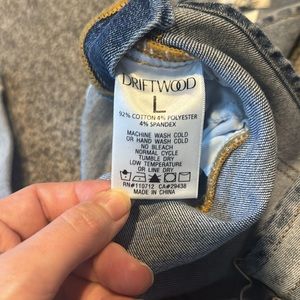 DRIFTWOOD
L
92% COTTON 4% POLYESTER
4% SPANDEX
MACHINE WASH COLD
OR HAND WASH COLD
NO BLEACH
NORMAL CYCLE
TUMBLE DRY
LOW TEMPERATURE
OR LINE DRY
RN#110712 CA#29438
MADE IN CHINA